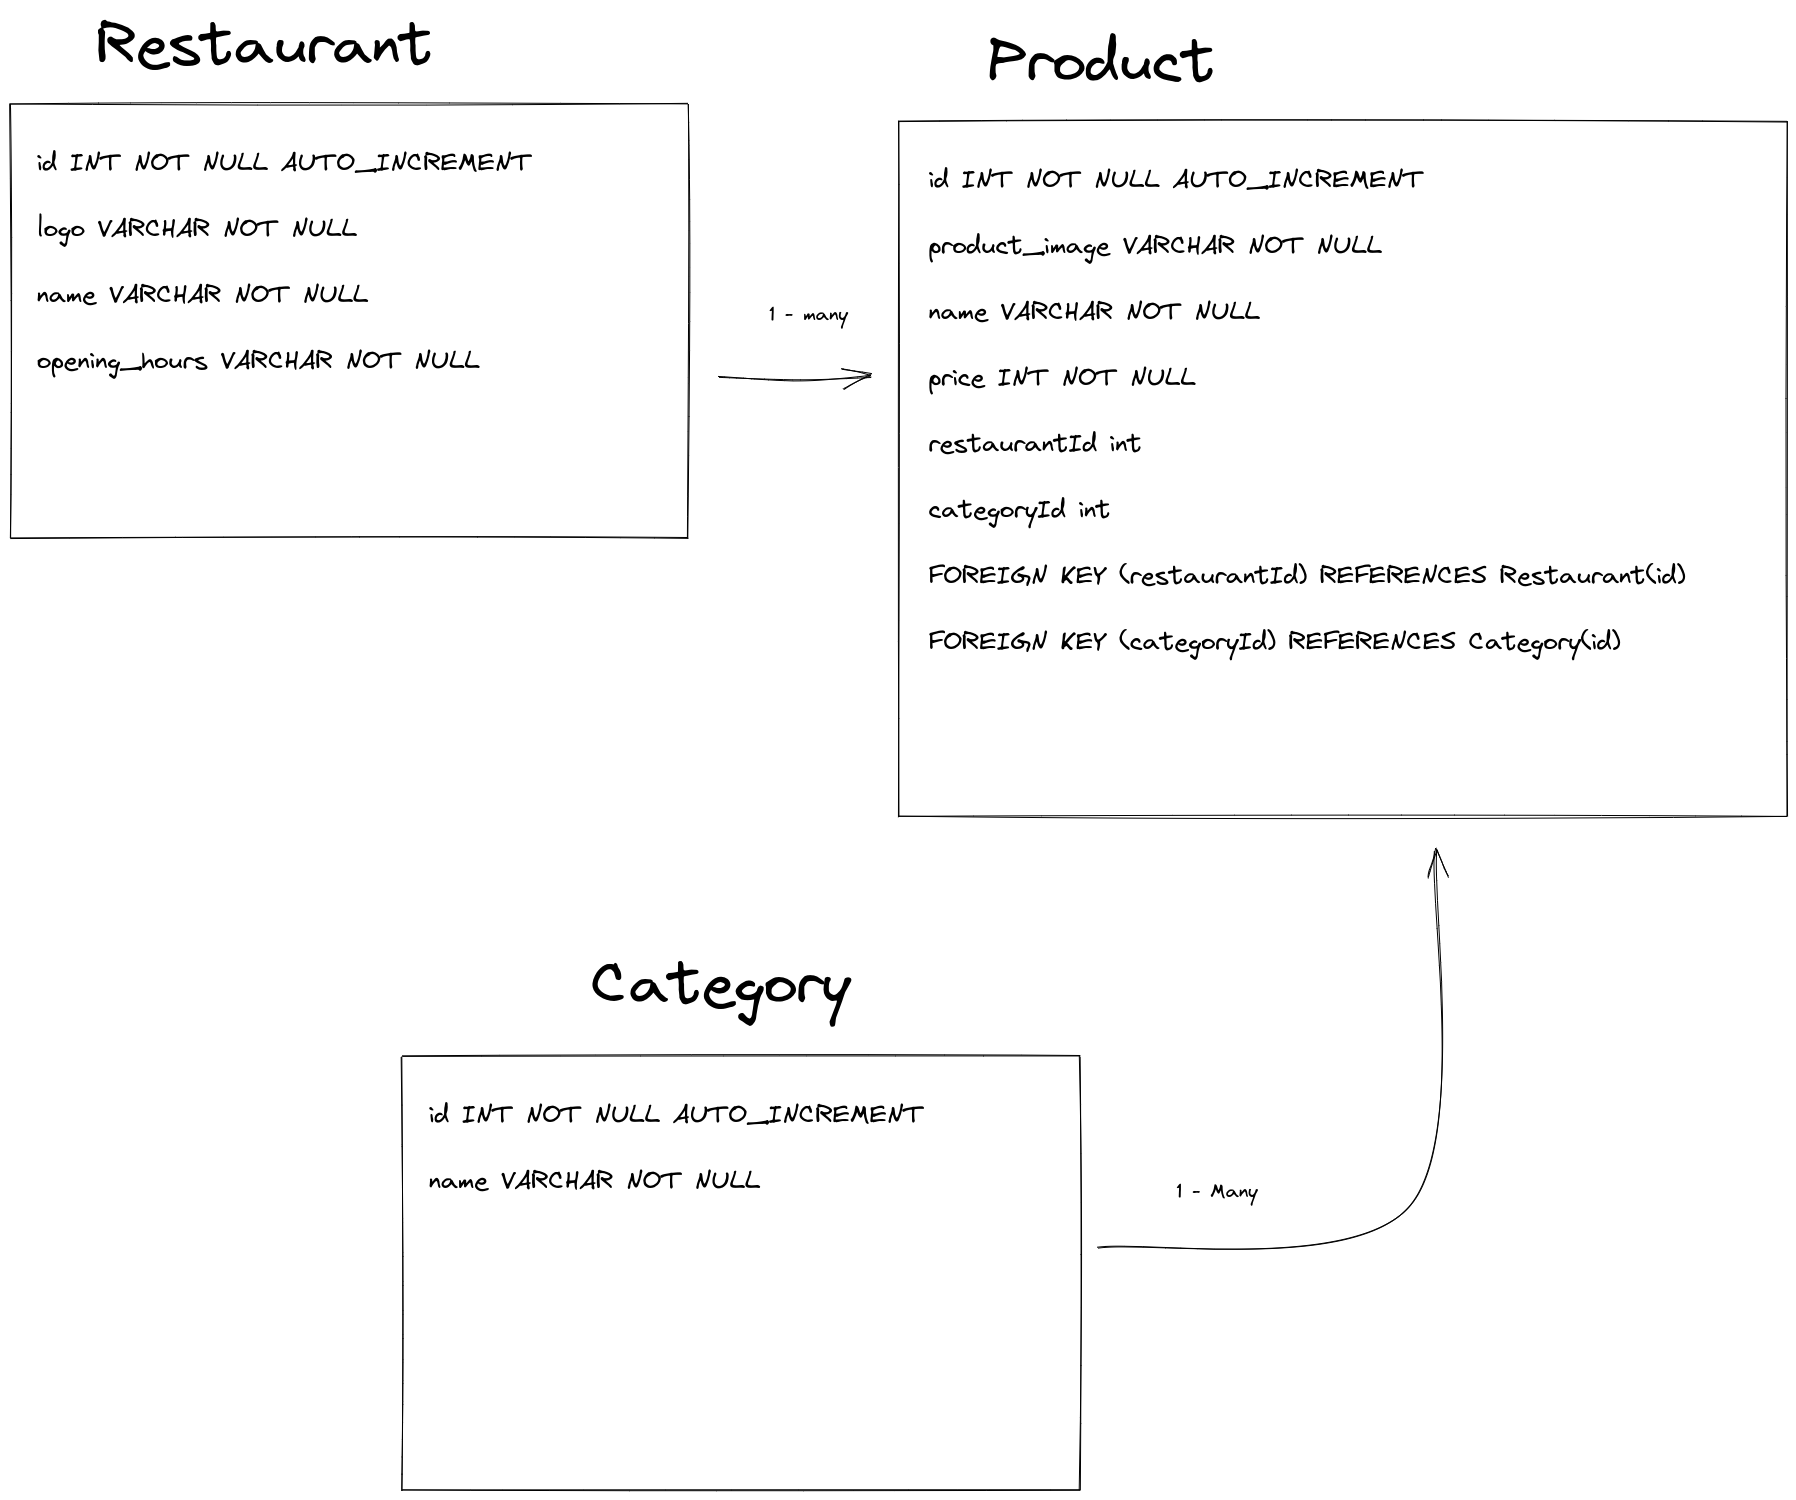 Restaurant
id INT NOT NULL AUTO_INCREMENT
logo VARCHAR NOT NULL
name VARCHAR NOT NULL
opening_hours VARCHAR NOT NULL
1 - many
Product
id INT NOT NULL AUTO_INCREMENT
product_image VARCHAR NOT NULL
name VARCHAR NOT NULL
price INT NOT NULL
restaurantId int
categoryId int
FOREIGN KEY (restaurantId) REFERENCES Restaurant(id)
FOREIGN KEY (categoryId) REFERENCES Category(id)
Category
id INT NOT NULL AUTO_INCREMENT
name VARCHAR NOT NULL
1 - Many